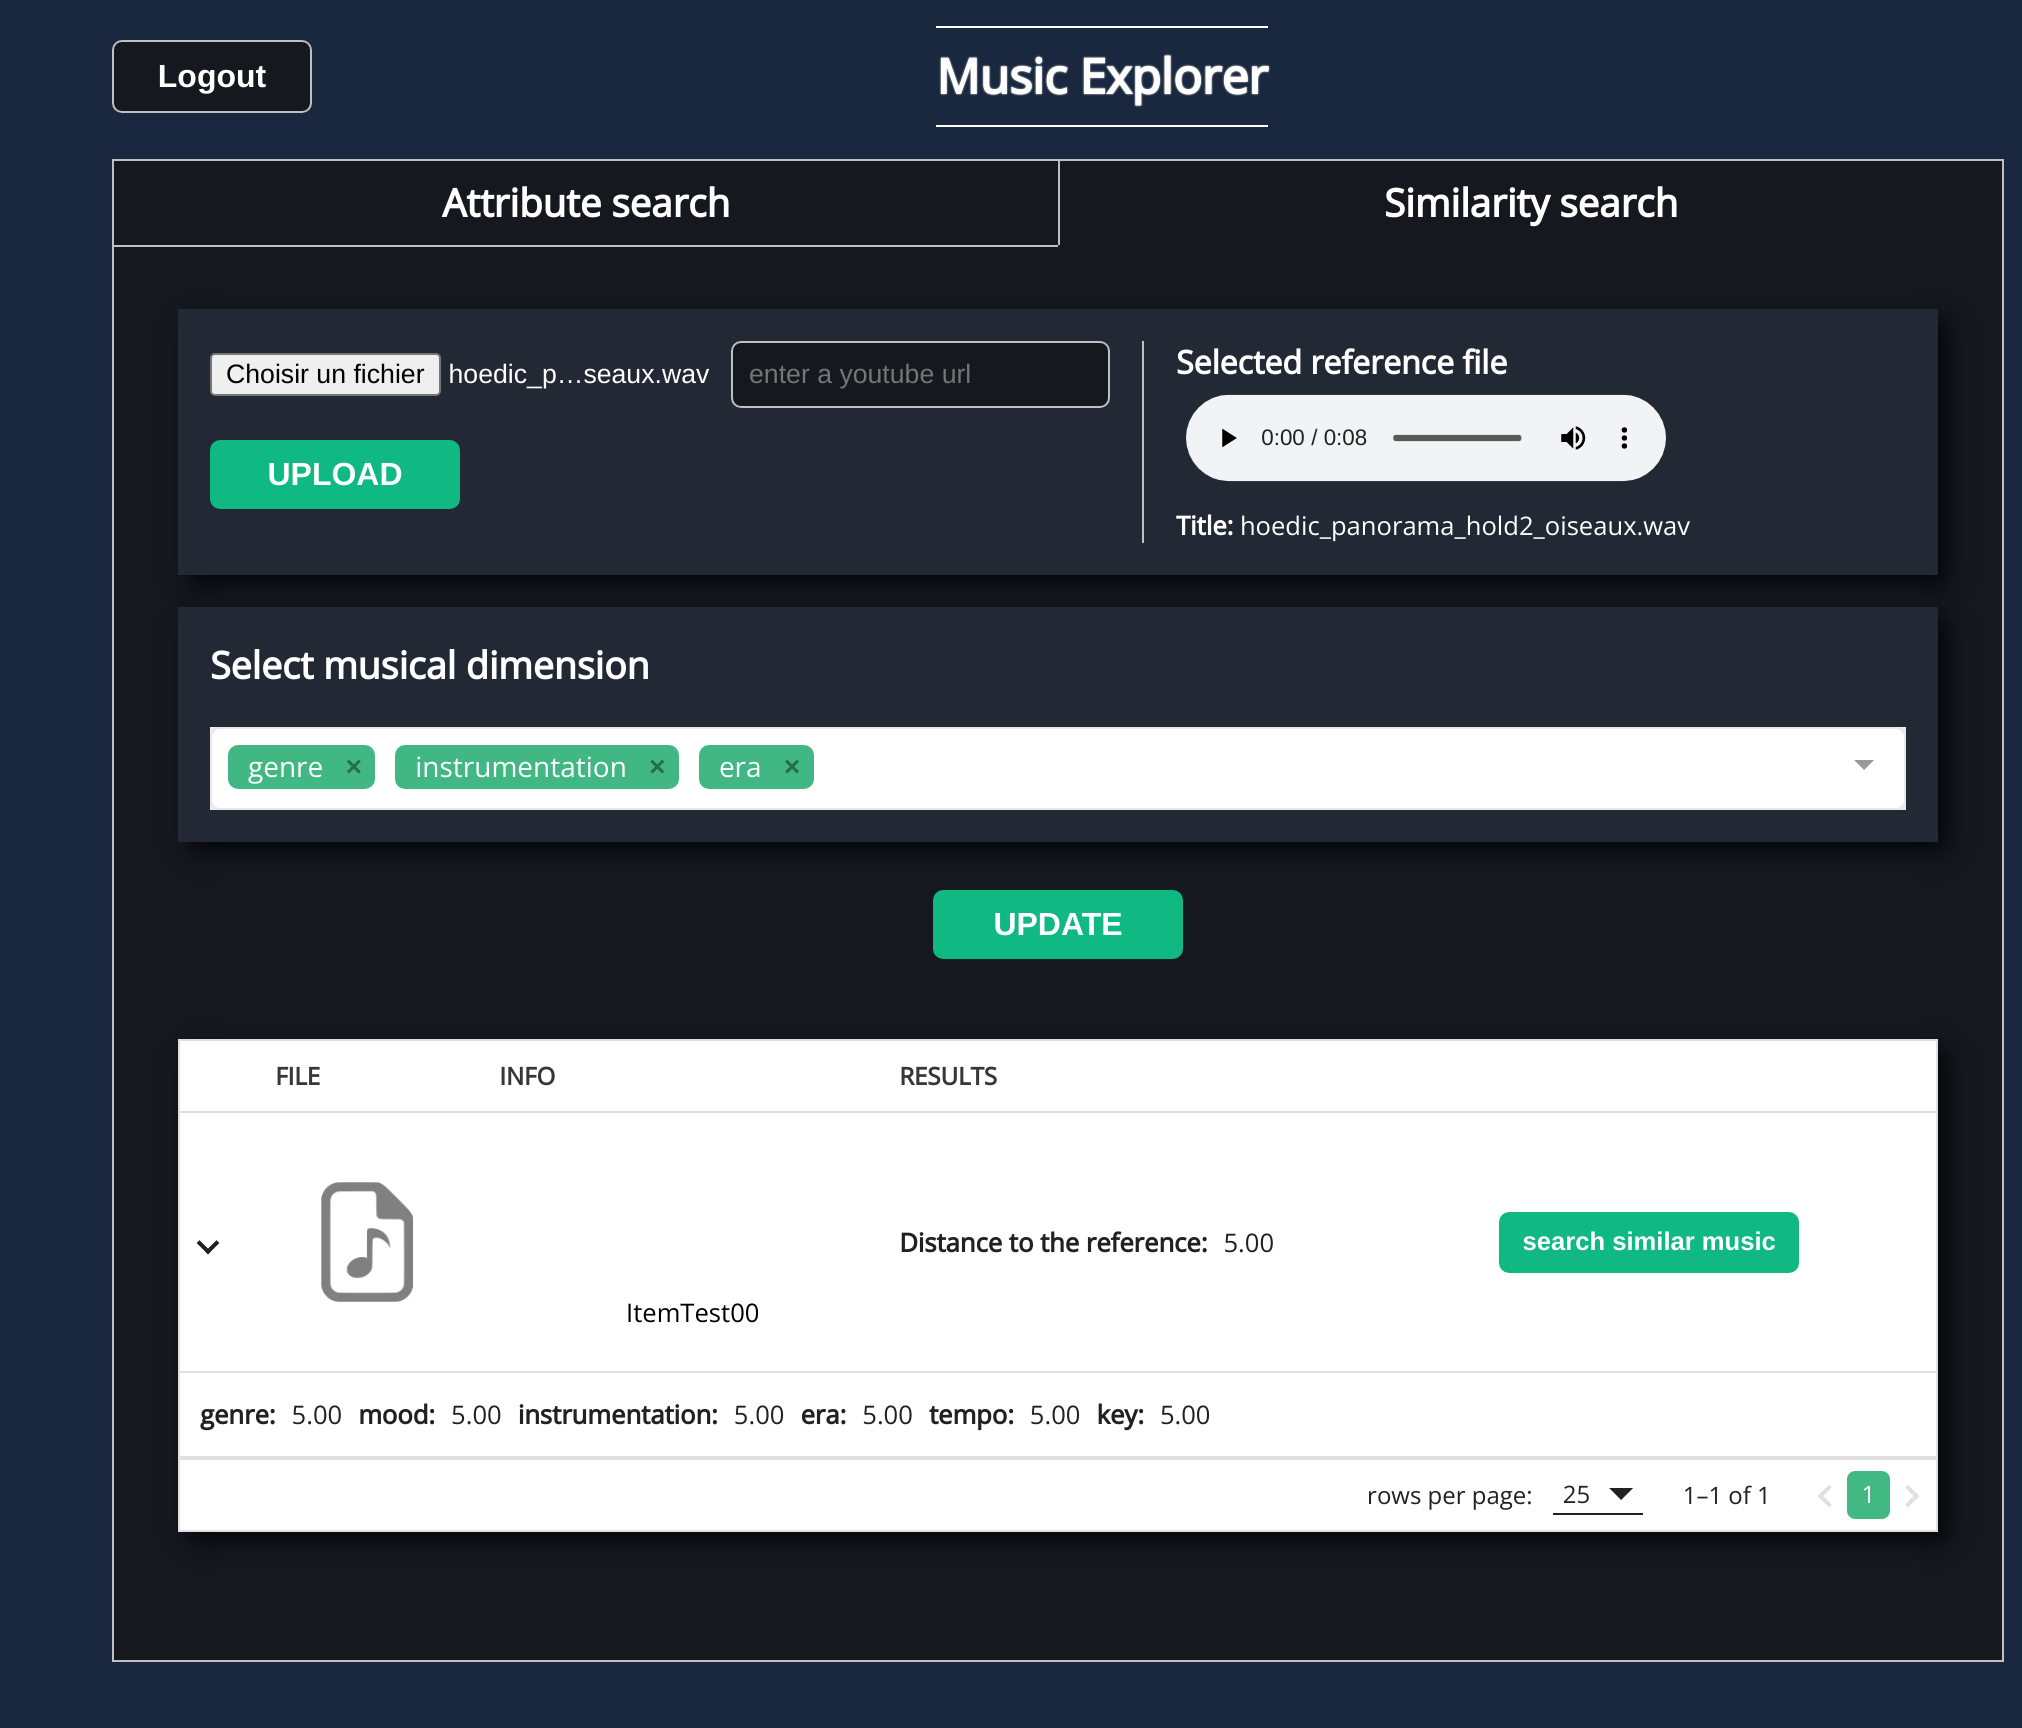 Logout
Music Explorer
Attribute search
Similarity search
Choisir un fichier hoedic_p…seaux.wav
enter a youtube url
UPLOAD
Selected reference file
0:00 / 0:08
Title: hoedic_panorama_hold2_oiseaux.wav
Select musical dimension
genre × instrumentation × era ×
UPDATE
FILE INFO RESULTS
Distance to the reference: 5.00
search similar music
ItemTest00
genre: 5.00 mood: 5.00 instrumentation: 5.00 era: 5.00 tempo: 5.00 key: 5.00
rows per page: 25 1–1 of 1 1